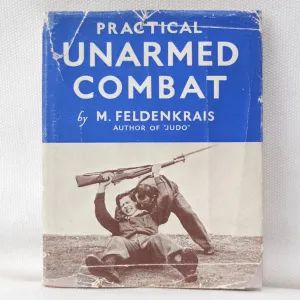 PRACTICAL
UNARMED
COMBAT
by M. FELDENKRAIS
AUTHOR OF "JUDO"